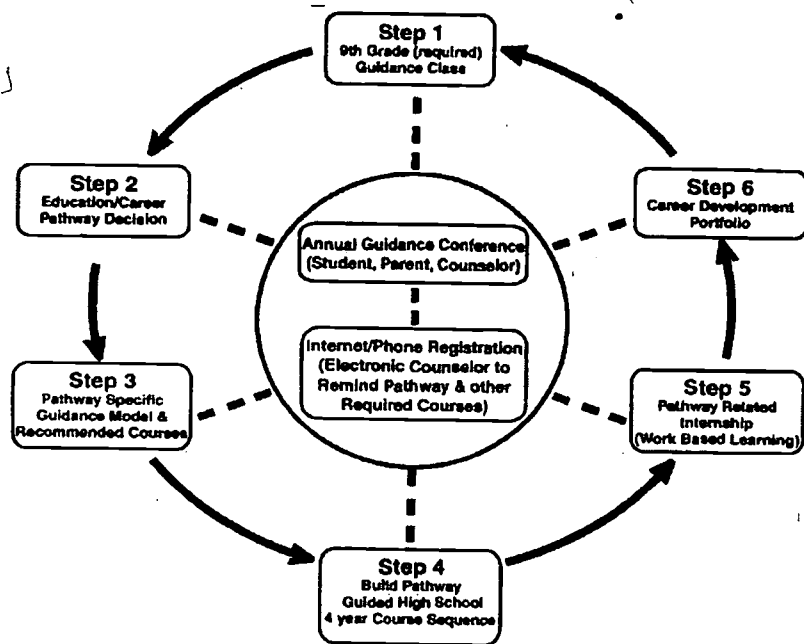 Step 1
9th Grade (required)
Guidance Class
Step 2
Education/Career
Pathway Decision
Step 6
Career Development
Portfolio
Annual Guidance Conference
(Student, Parent, Counselor)
Internet/Phone Registration
(Electronic Counselor to
Remind Pathway & other
Required Courses)
Step 3
Pathway Specific
Guidance Model &
Recommended Courses
Step 5
Pathway Related
Internship
(Work Based Learning)
Step 4
Build Pathway
Guided High School
4 year Course Sequence